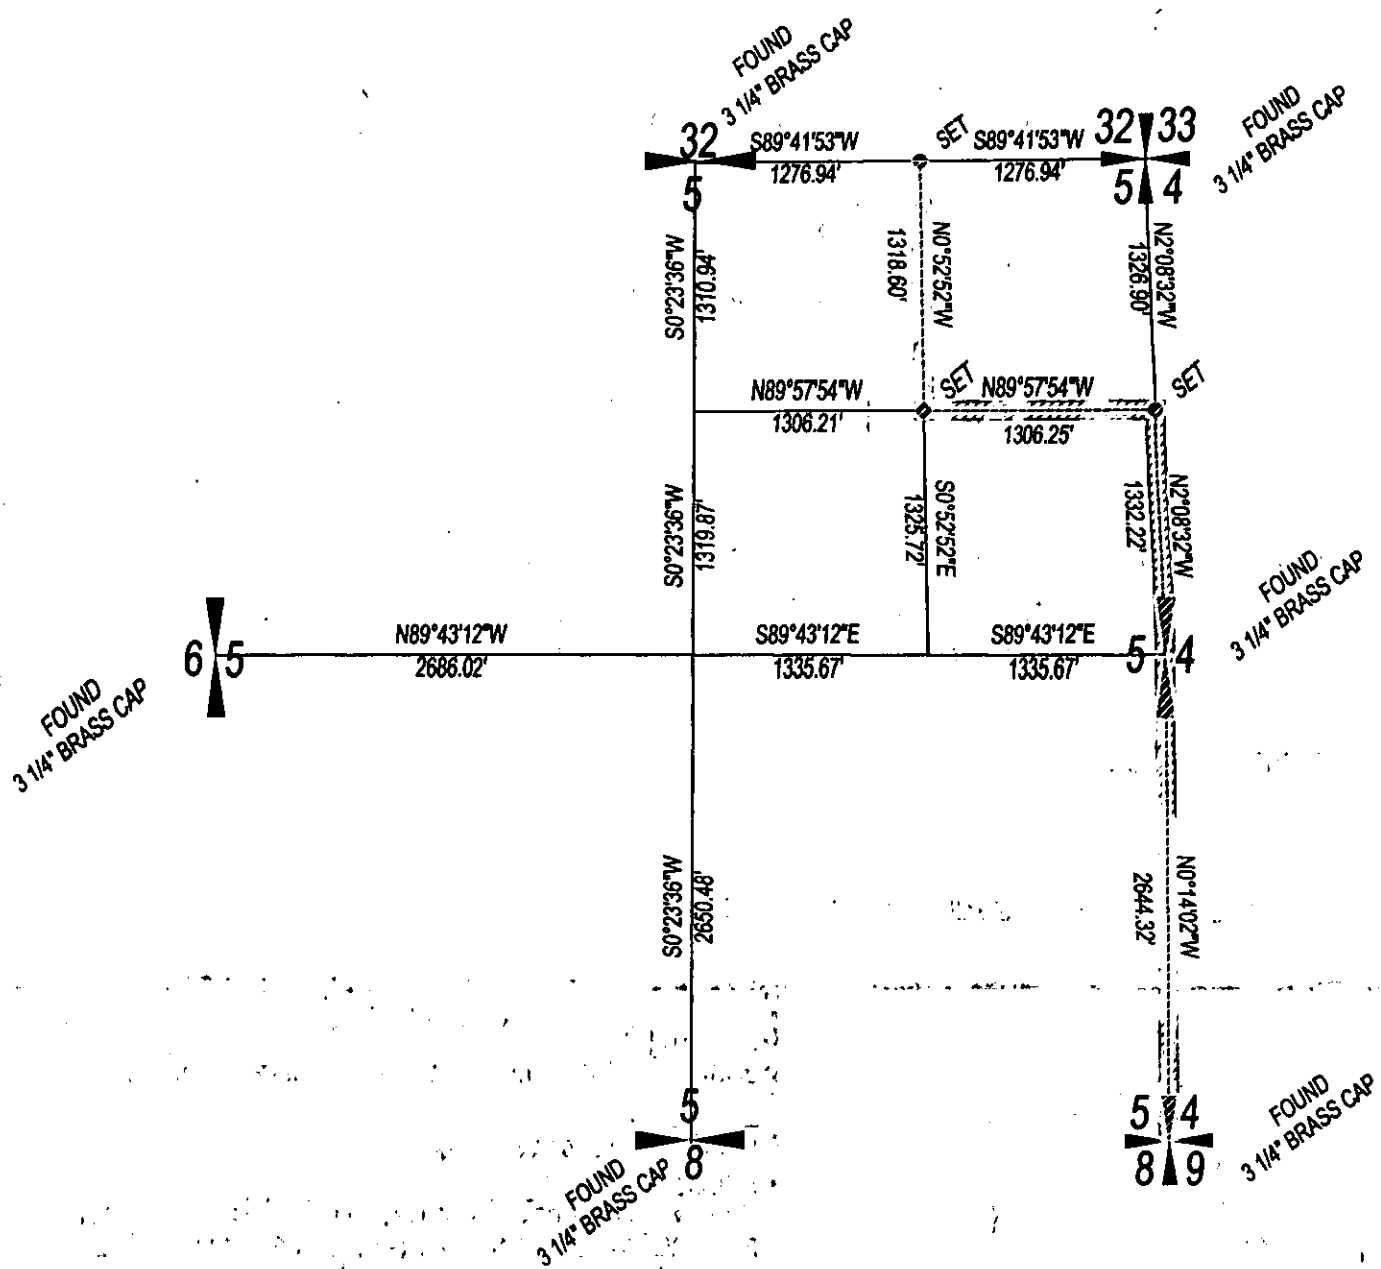 FOUND
3 1/4" BRASS CAP
FOUND
3 1/4" BRASS CAP
32
5
S89°41'53"W
1276.94'
SET
S89°41'53"W
1276.94'
32 33
5 4
S0°23'36"W
1310.94'
N0°52'52"W
1318.60'
N2°08'32"W
1326.90'
N89°57'54"W
1306.21'
SET
N89°57'54"W
1306.25'
SET
S0°23'36"W
1319.87'
S0°52'52"E
1325.72'
N2°08'32"W
1332.22'
FOUND
3 1/4" BRASS CAP
6 5
N89°43'12"W
2686.02'
S89°43'12"E
1335.67'
S89°43'12"E
1335.67'
5 4
FOUND
3 1/4" BRASS CAP
S0°23'36"W
2650.48'
N0°14'02"W
2644.32'
5
8
FOUND
3 1/4" BRASS CAP
5 4
8 9
FOUND
3 1/4" BRASS CAP